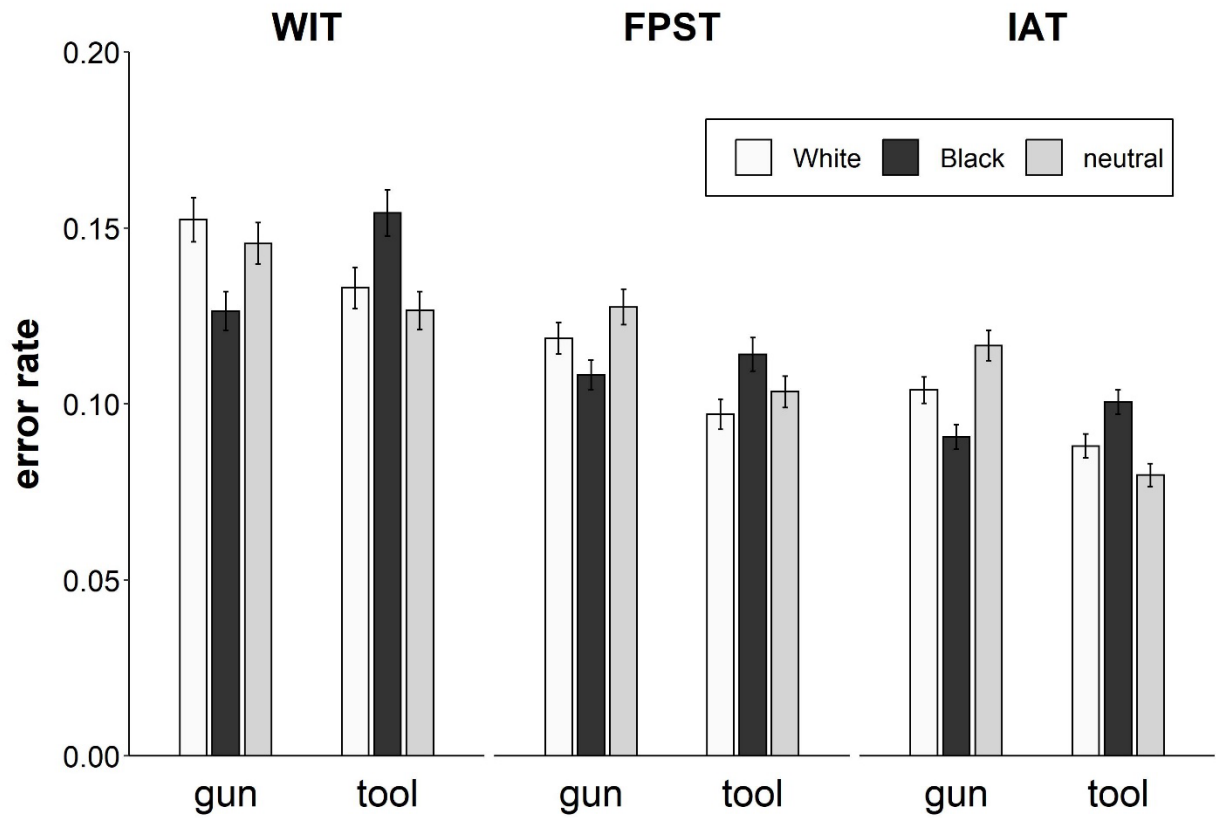 WIT FPST IAT
0.20
White Black neutral
0.15
0.10
0.05
0.00
error rate
gun tool gun tool gun tool